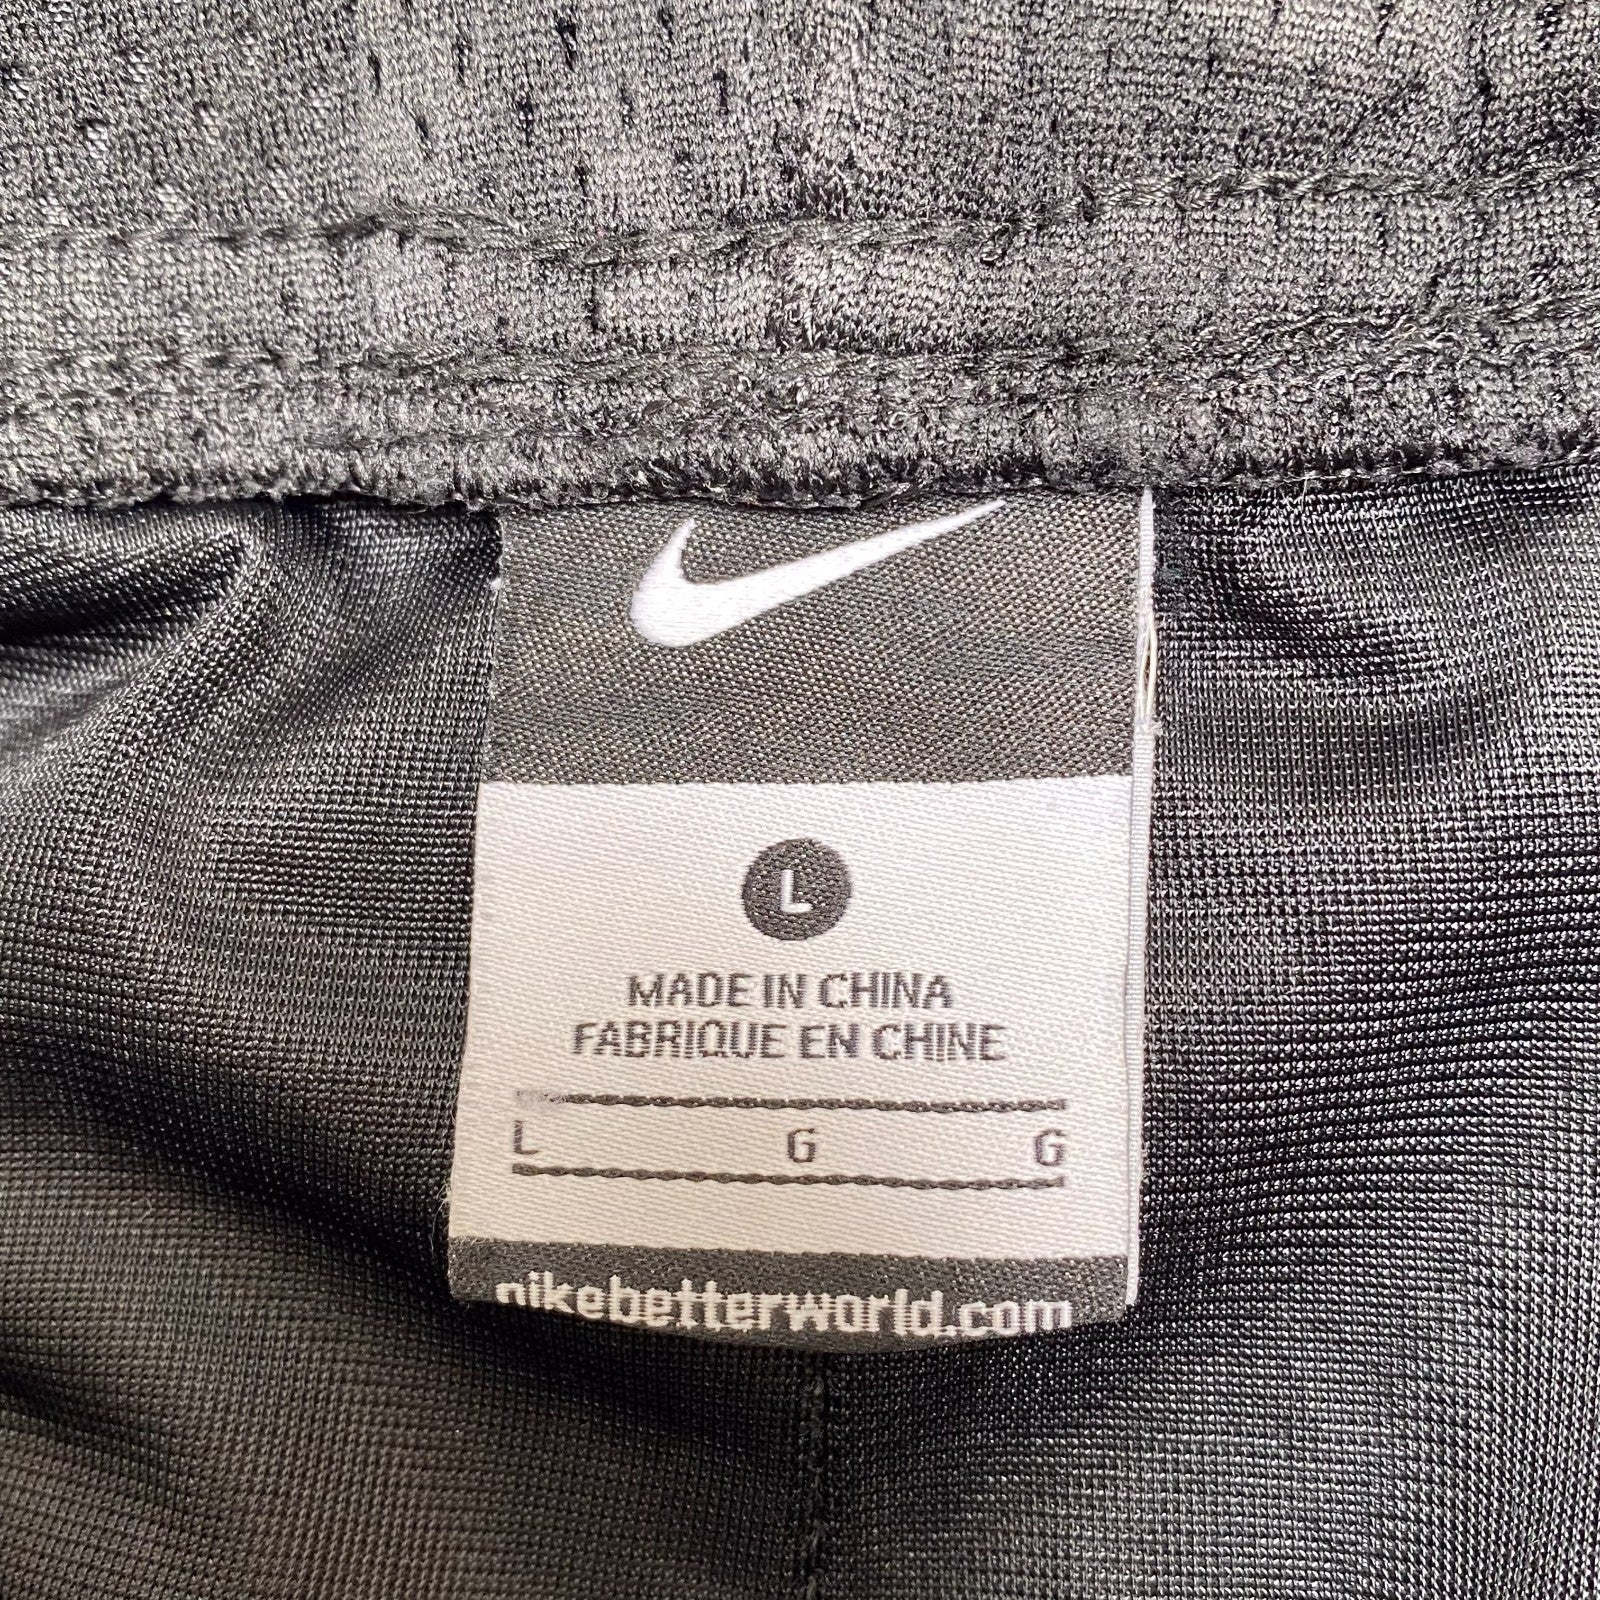 L
MADE IN CHINA
FABRIQUE EN CHINE
L G G
nikebetterworld.com